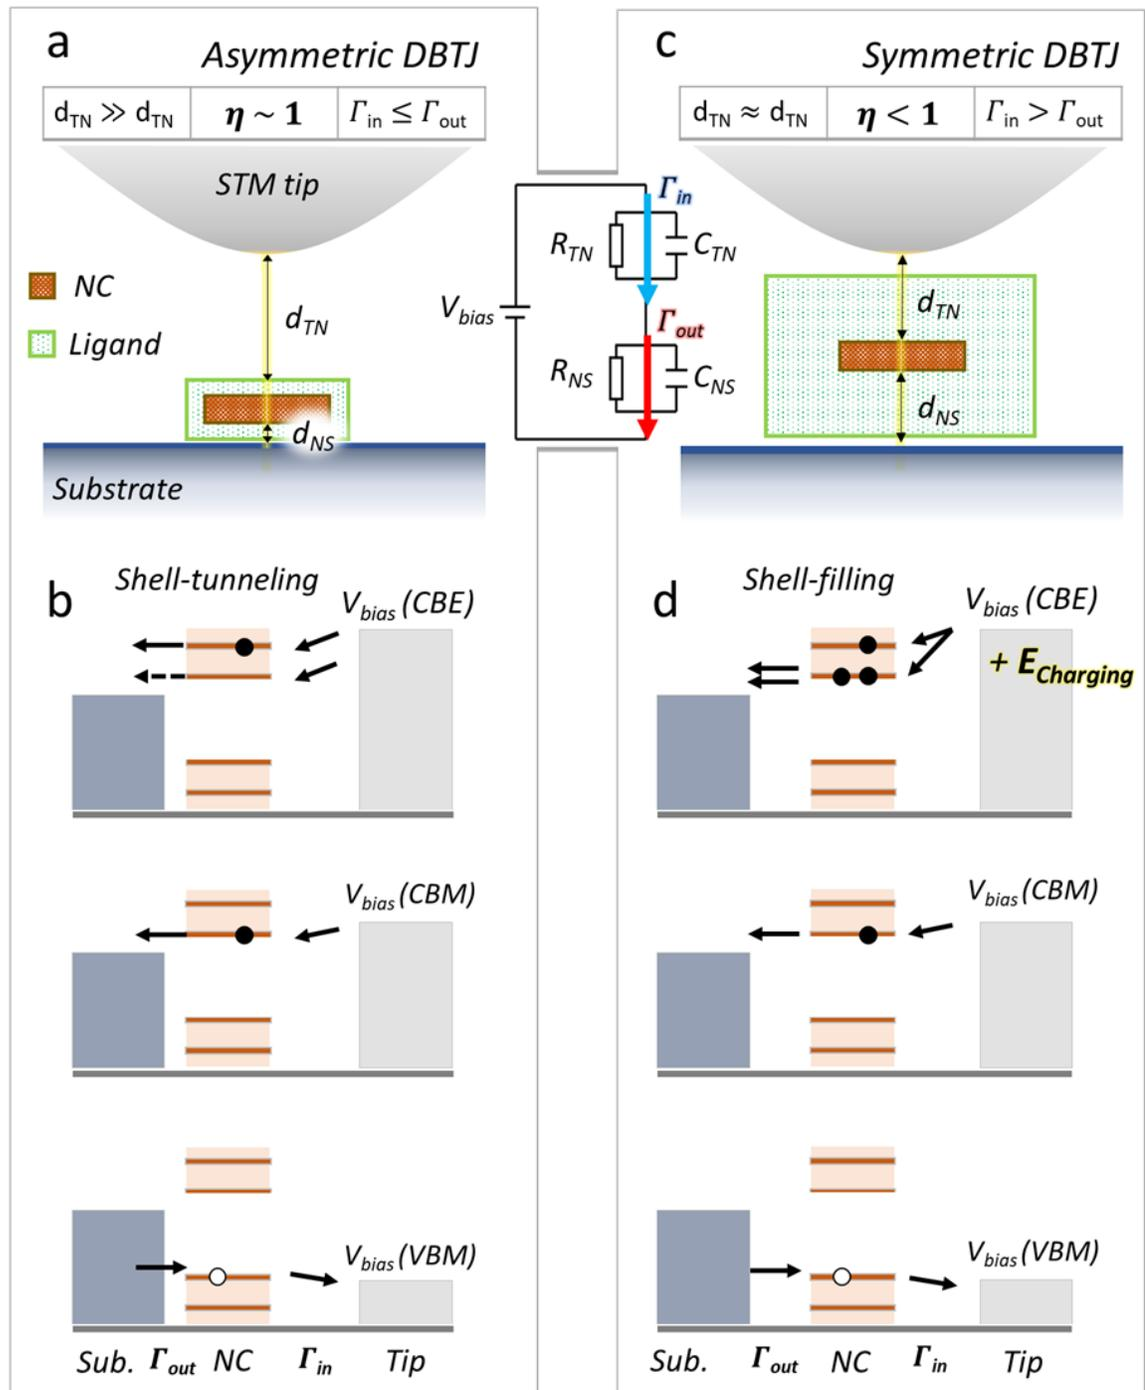 a
Asymmetric DBTJ
d_TN ≫ d_TN
η ~ 1
Γ_in ≤ Γ_out
STM tip
NC
Ligand
d_TN
d_NS
Substrate
V_bias
R_TN
C_TN
Γ_in
Γ_out
R_NS
C_NS
c
Symmetric DBTJ
d_TN ≈ d_TN
η < 1
Γ_in > Γ_out
d_TN
d_NS
b
Shell-tunneling
V_bias (CBE)
V_bias (CBM)
V_bias (VBM)
Sub. Γ_out NC Γ_in Tip
d
Shell-filling
V_bias (CBE)
+ E_Charging
V_bias (CBM)
V_bias (VBM)
Sub. Γ_out NC Γ_in Tip